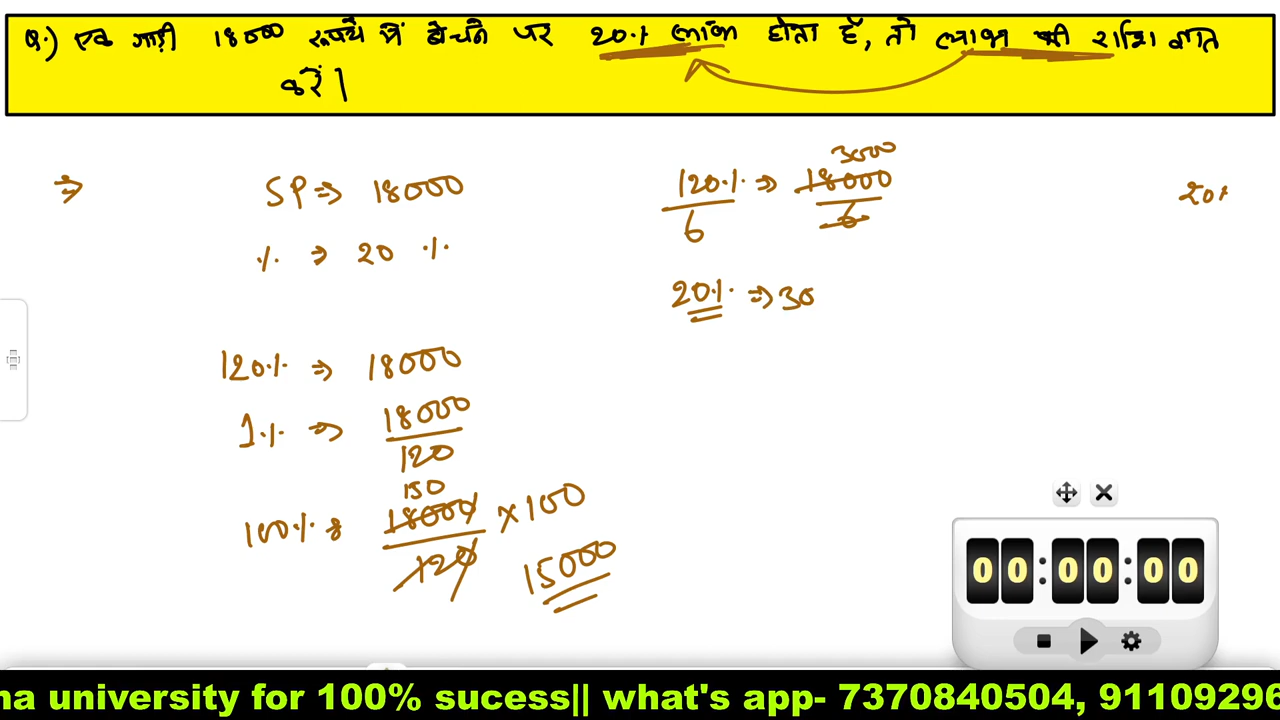 Q.) एक गाड़ी 18000 रूपये में बेचने पर 20% लाभ होता है, तो लाभ की राशि ज्ञात
करें।
⇒ SP ⇒ 18000
% ⇒ 20 %
120% ⇒ 18000
1% ⇒ 18000
120
150
100% 18000 × 100
120
15000
3000
120% ⇒ 18000
6 6
20% ⇒ 30
20%
00:00:00
na university for 100% sucess|| what's app- 7370840504, 91109296